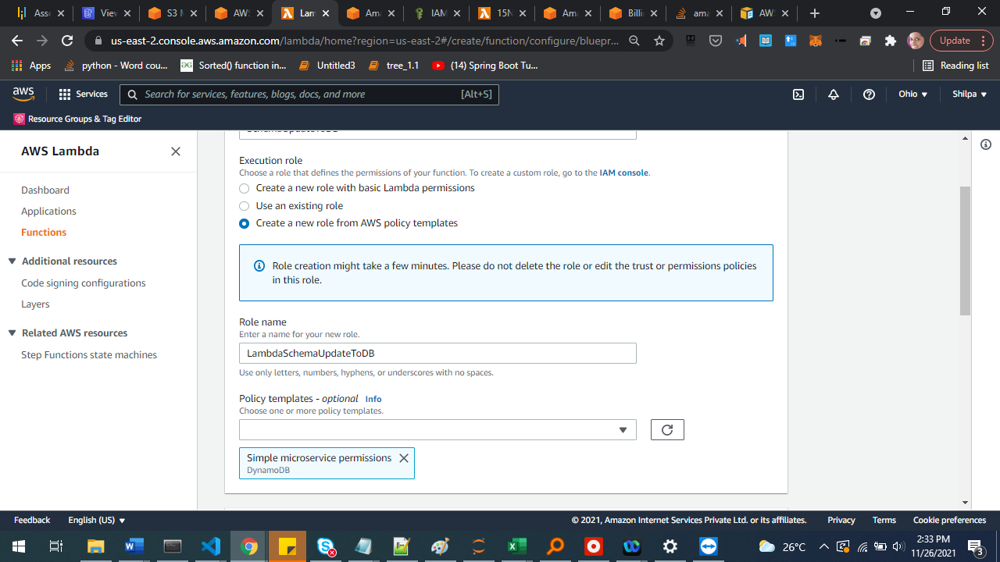 Asse
View
S3 M
AWS
Lam
Ama
IAM
15N
Ama
Billi
ama
AWS
us-east-2.console.aws.amazon.com/lambda/home?region=us-east-2#/create/function/configure/bluepr...
Update
Apps
python - Word cou...
Sorted() function in...
Untitled3
tree_1.1
(14) Spring Boot Tu...
Reading list
aws
Services
Search for services, features, blogs, docs, and more
[Alt+S]
Ohio
Shilpa
Resource Groups & Tag Editor
AWS Lambda
Dashboard
Applications
Functions
Additional resources
Code signing configurations
Layers
Related AWS resources
Step Functions state machines
Execution role
Choose a role that defines the permissions of your function. To create a custom role, go to the IAM console.
Create a new role with basic Lambda permissions
Use an existing role
Create a new role from AWS policy templates
Role creation might take a few minutes. Please do not delete the role or edit the trust or permissions policies
in this role.
Role name
Enter a name for your new role.
LambdaSchemaUpdateToDB
Use only letters, numbers, hyphens, or underscores with no spaces.
Policy templates - optional Info
Choose one or more policy templates.
Simple microservice permissions
DynamoDB
Feedback
English (US)
© 2021, Amazon Internet Services Private Ltd. or its affiliates.
Privacy
Terms
Cookie preferences
26°C
2:33 PM
11/26/2021
3